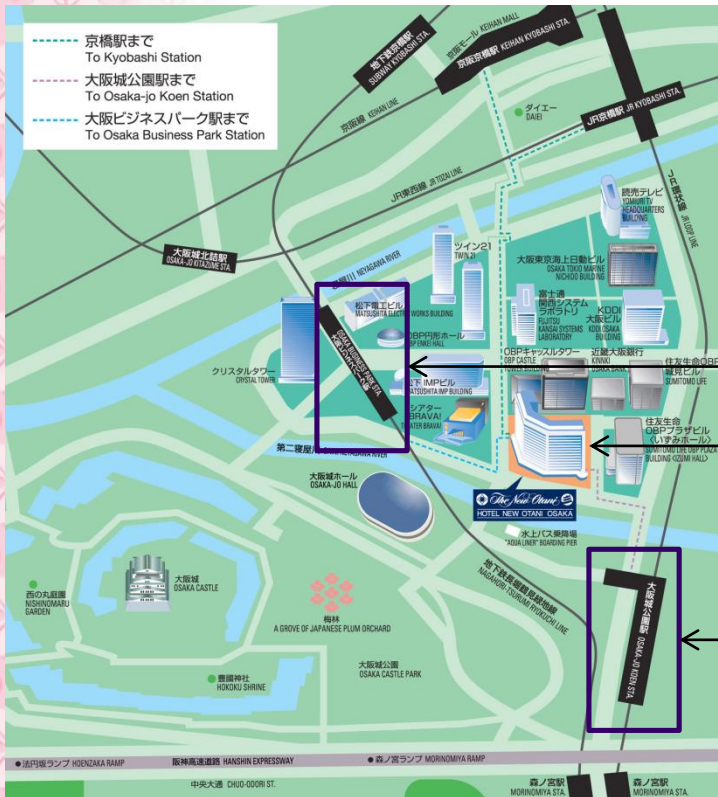 京橋駅まで
To Kyobashi Station
大阪城公園駅まで
To Osaka-jo Koen Station
大阪ビジネスパーク駅まで
To Osaka Business Park Station
地下鉄京橋駅
SUBWAY KYOBASHI STA.
京阪モール KEIHAN MALL
京阪京橋駅 KEIHAN KYOBASHI STA.
京阪線 KEIHAN LINE
ダイエー
DAIEI
JR京橋駅 JR KYOBASHI STA.
JR東西線 JR TOZAI LINE
JR環状線 JR LOOP LINE
大阪城北詰駅
OSAKA-JO KITAZUME STA.
NEYAGAWA RIVER
読売テレビ
YOMIURI TV
HEADQUARTERS
BUILDING
ツイン21
TWIN 21
大阪東京海上日動ビル
OSAKA TOKIO MARINE
NICHIDO BUILDING
松下電工ビル
MATSUSHITA ELECTRIC WORKS BUILDING
富士通
関西システム
ラボラトリ
FUJITSU
KANSAI SYSTEMS
LABORATORY
KDDI
大阪ビル
KDDI OSAKA
BUILDING
OBP円形ホール
OBP ENKEI HALL
大阪ビジネスパーク駅
OSAKA BUSINESS PARK STA.
OBPキャッスルタワー
OBP CASTLE
TOWER BUILDING
近畿大阪銀行
KINKI
OSAKA BANK
住友生命OBP
城見ビル
SUMITOMO LIFE
クリスタルタワー
CRYSTAL TOWER
松下IMPビル
MATSUSHITA IMP BUILDING
シアター
BRAVA!
THEATER BRAVA!
住友生命
OBPプラザビル
〈いずみホール〉
SUMITOMO LIFE OBP PLAZA
BUILDING 〈IZUMI HALL〉
第二寝屋川
NEYAGAWA RIVER
大阪城ホール
OSAKA-JO HALL
The New Otani
HOTEL NEW OTANI OSAKA
水上バス乗降場
"AQUA LINER" BOARDING PIER
地下鉄長堀鶴見緑地線
NAGAHORI-TSURUMI RYOKUCHI LINE
大阪城公園駅 OSAKA-JO KOEN STA.
大阪城
OSAKA CASTLE
西の丸庭園
NISHINOMARU
GARDEN
梅林
A GROVE OF JAPANESE PLUM ORCHARD
大阪城公園
OSAKA CASTLE PARK
豊國神社
HOKOKU SHRINE
法円坂ランプ HOENZAKA RAMP
阪神高速道路 HANSHIN EXPRESSWAY
森ノ宮ランプ MORINOMIYA RAMP
中央大通 CHUO-ODORI ST.
森ノ宮駅
MORINOMIYA STA.
森ノ宮駅
MORINOMIYA STA.